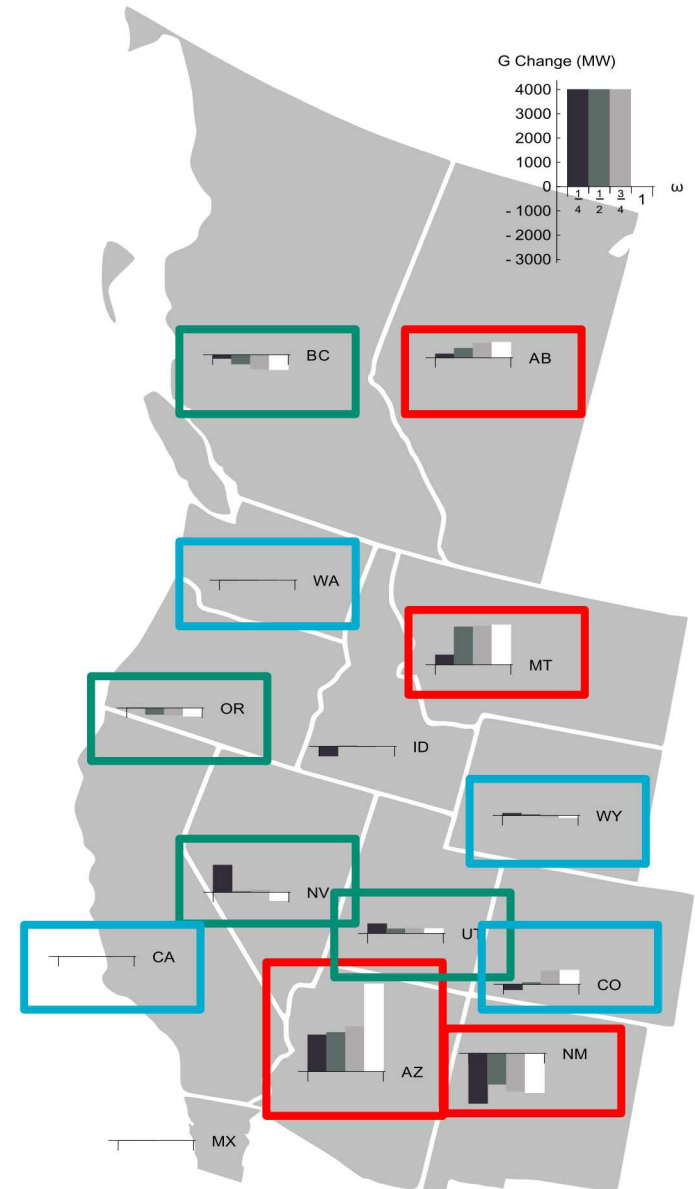 G Change (MW)
4000
3000
2000
1000
0
- 1000
- 2000
- 3000
1/4 1/2 3/4 1 ω
BC
AB
WA
MT
OR
ID
WY
NV
UT
CA
CO
AZ
NM
MX